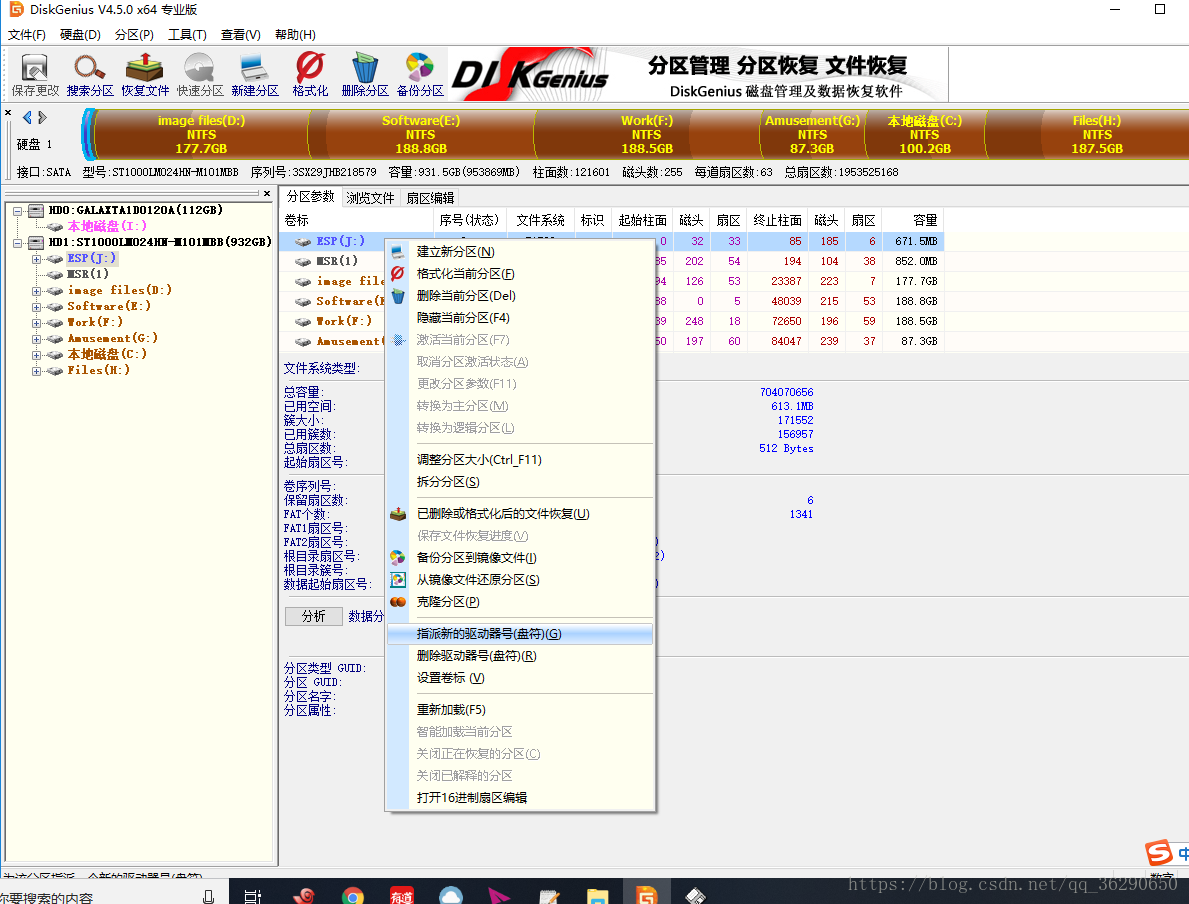 DiskGenius V4.5.0 x64 专业版
文件(F) 硬盘(D) 分区(P) 工具(T) 查看(V) 帮助(H)
保存更改 搜索分区 恢复文件 快速分区 新建分区 格式化 删除分区 备份分区
DISKGENIUS
分区管理 分区恢复 文件恢复
DiskGenius 磁盘管理及数据恢复软件
硬盘 1
image files(D:) Software(E:) Work(F:) Amusement(G:) 本地磁盘(C:) Files(H:)
NTFS NTFS NTFS NTFS NTFS NTFS
177.7GB 188.8GB 188.5GB 87.3GB 100.2GB 187.5GB
接口:SATA 型号:ST1000LM024HN-M101MBB 序列号:3SX29JHB218579 容量:931.5GB(953869MB) 柱面数:121601 磁头数:255 每道扇区数:63 总扇区数:1953525168
HD0:GALAXTA1D0120A(112GB)
本地磁盘(I:)
HD1:ST1000LM024HN-M101MBB(932GB)
ESP(J:)
MSR(1)
image files(D:)
Software(E:)
Work(F:)
Amusement(G:)
本地磁盘(C:)
Files(H:)
分区参数 浏览文件 扇区编辑
卷标 序号(状态) 文件系统 标识 起始柱面 磁头 扇区 终止柱面 磁头 扇区 容量
ESP(J:) 0 32 33 85 185 6 671.5MB
MSR(1) 85 202 54 194 104 38 852.0MB
image file 94 126 53 23387 223 7 177.7GB
Software(E 88 0 5 48039 215 53 188.8GB
Work(F:) 39 248 18 72650 196 59 188.5GB
Amusement( 50 197 60 84047 239 37 87.3GB
文件系统类型:
总容量: 704070656
已用空间: 613.1MB
簇大小: 171552
已用簇数: 156957
总扇区数: 512 Bytes
起始扇区号:
卷序列号:
保留扇区数: 6
FAT个数: 1341
FAT1扇区号:
FAT2扇区号: )
根目录扇区号: 2)
根目录簇号:
数据起始扇区号: )
分析 数据分
分区类型 GUID:
分区 GUID:
分区名字:
分区属性:
建立新分区(N)
格式化当前分区(F)
删除当前分区(Del)
隐藏当前分区(F4)
激活当前分区(F7)
取消分区激活状态(A)
更改分区参数(F11)
转换为主分区(M)
转换为逻辑分区(L)
调整分区大小(Ctrl_F11)
拆分分区(S)
已删除或格式化后的文件恢复(U)
保存文件恢复进度(V)
备份分区到镜像文件(I)
从镜像文件还原分区(S)
克隆分区(P)
指派新的驱动器号(盘符)(G)
删除驱动器号(盘符)(R)
设置卷标 (V)
重新加载(F5)
智能加载当前分区
关闭正在恢复的分区(C)
关闭已解释的分区
打开16进制扇区编辑
S 中
为该分区指派一个新的驱动器号(盘符) 数字
你要搜索的内容 有道
https://blog.csdn.net/qq_36290650